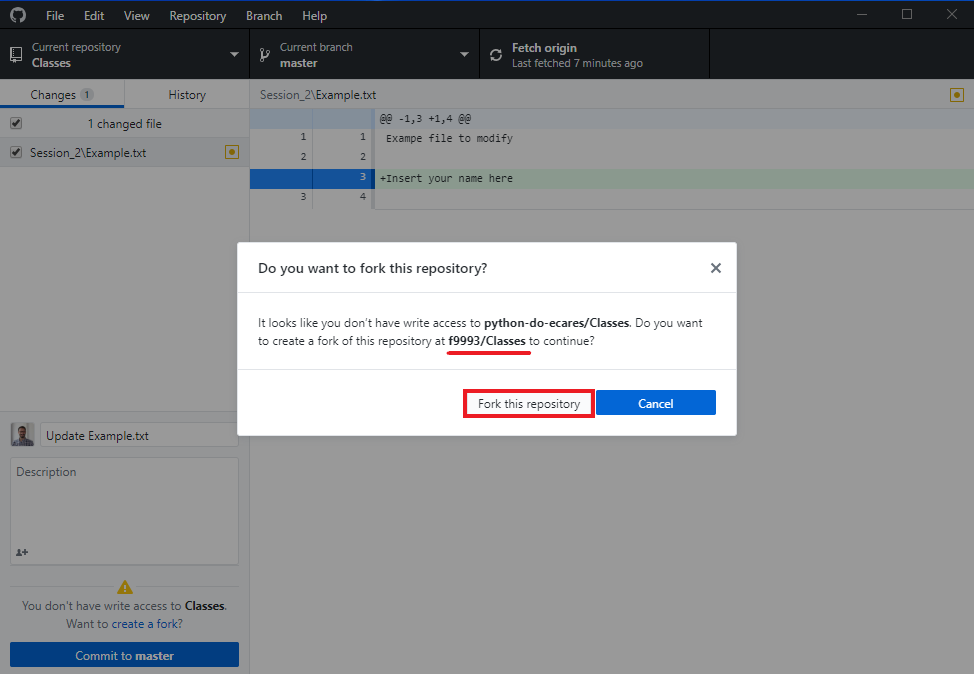 File Edit View Repository Branch Help
Current repository
Classes
Current branch
master
Fetch origin
Last fetched 7 minutes ago
Changes 1 History
1 changed file
Session_2\Example.txt
Session_2\Example.txt
@@ -1,3 +1,4 @@
1 1 Exampe file to modify
2 2
3 +Insert your name here
3 4
Do you want to fork this repository?
It looks like you don't have write access to python-do-ecares/Classes. Do you want
to create a fork of this repository at f9993/Classes to continue?
Fork this repository Cancel
Update Example.txt
Description
You don't have write access to Classes.
Want to create a fork?
Commit to master